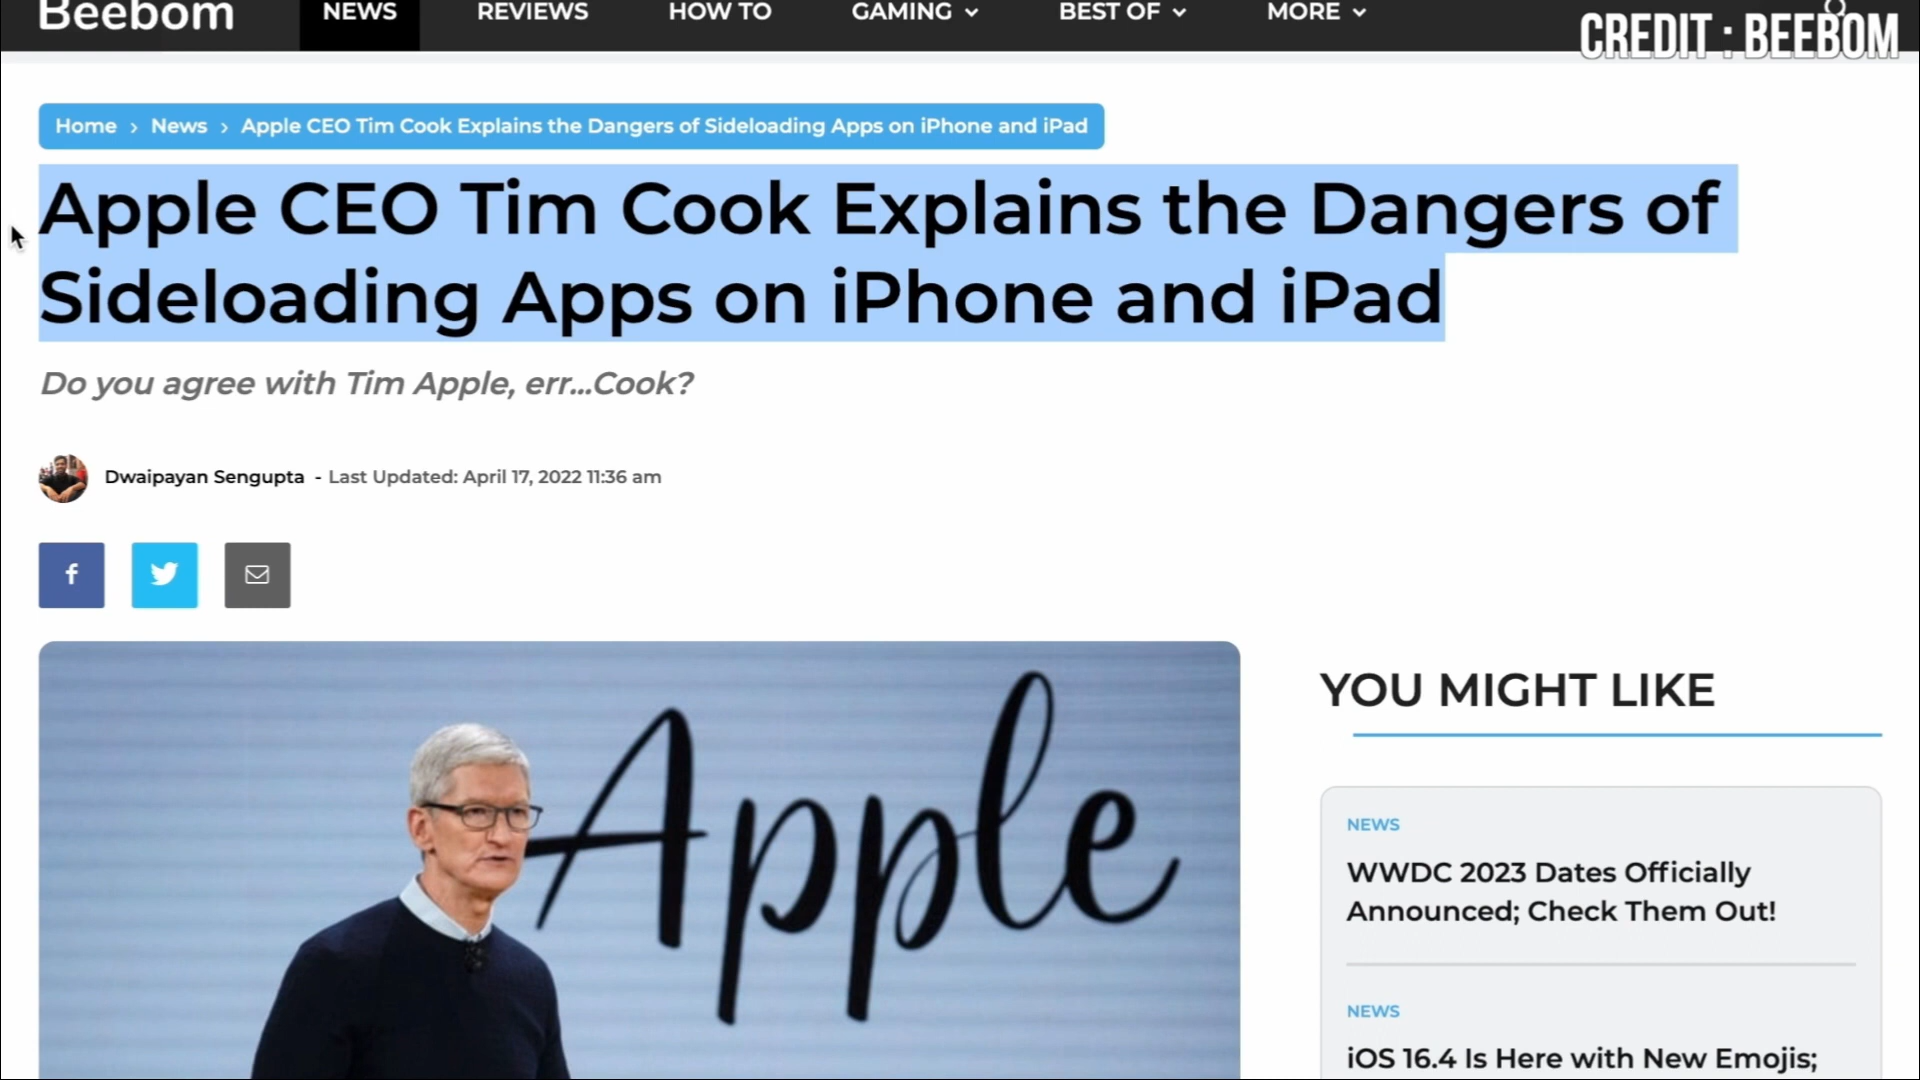 Beebom
NEWS
REVIEWS
HOW TO
GAMING
BEST OF
MORE
CREDIT : BEEBOM
Home › News › Apple CEO Tim Cook Explains the Dangers of Sideloading Apps on iPhone and iPad
Apple CEO Tim Cook Explains the Dangers of
Sideloading Apps on iPhone and iPad
Do you agree with Tim Apple, err...Cook?
Dwaipayan Sengupta - Last Updated: April 17, 2022 11:36 am
f
Apple
YOU MIGHT LIKE
NEWS
WWDC 2023 Dates Officially
Announced; Check Them Out!
NEWS
iOS 16.4 Is Here with New Emojis;